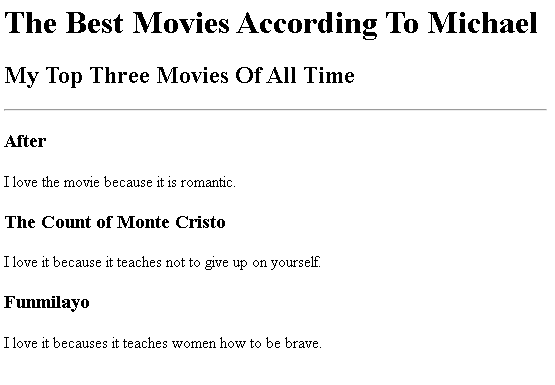 The Best Movies According To Michael
My Top Three Movies Of All Time
After
I love the movie because it is romantic.
The Count of Monte Cristo
I love it because it teaches not to give up on yourself.
Funmilayo
I love it becauses it teaches women how to be brave.